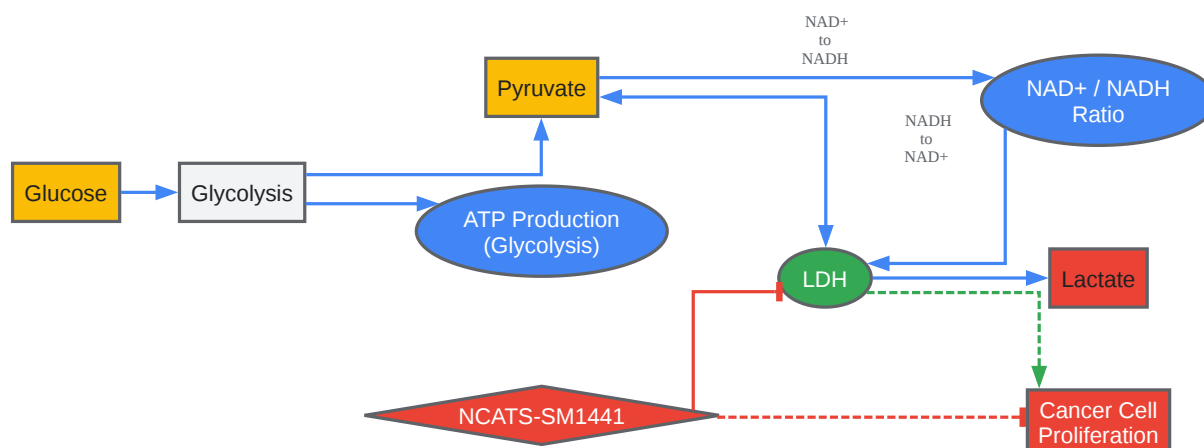 NAD+
to
NADH
Pyruvate
NAD+ / NADH
Ratio
NADH
to
NAD+
Glucose
Glycolysis
ATP Production
(Glycolysis)
LDH
Lactate
NCATS-SM1441
Cancer Cell
Proliferation